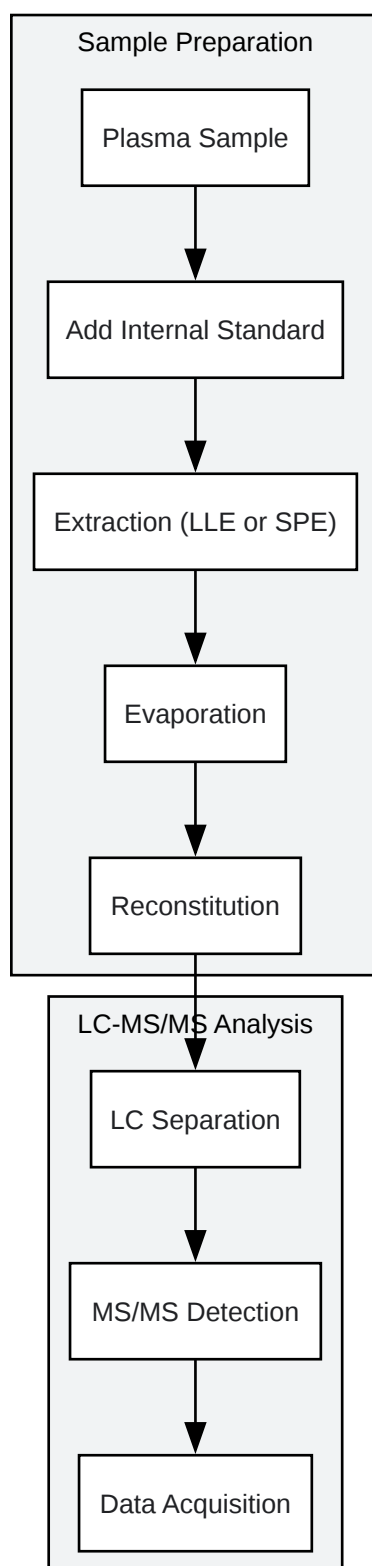 Sample Preparation
Plasma Sample
Add Internal Standard
Extraction (LLE or SPE)
Evaporation
Reconstitution
LC-MS/MS Analysis
LC Separation
MS/MS Detection
Data Acquisition